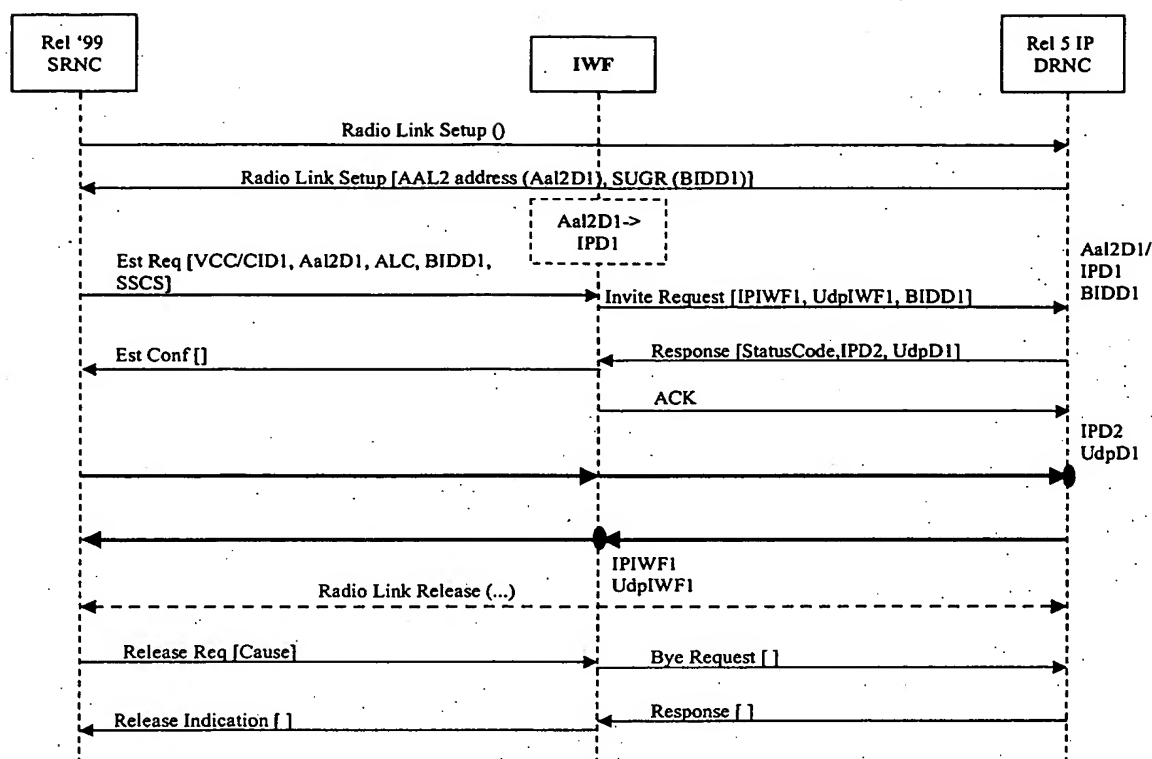 Rel '99
SRNC
IWF
Rel 5 IP
DRNC
Radio Link Setup ()
Radio Link Setup [AAL2 address (Aal2D1), SUGR (BIDD1)]
Aal2D1->
IPD1
Est Req [VCC/CID1, Aal2D1, ALC, BIDD1,
SSCS]
Aal2D1/
IPD1
BIDD1
Invite Request [IPIWF1, UdpIWF1, BIDD1]
Est Conf []
Response [StatusCode,IPD2, UdpD1]
ACK
IPD2
UdpD1
IPIWF1
UdpIWF1
Radio Link Release (...)
Release Req [Cause]
Bye Request [ ]
Release Indication [ ]
Response [ ]